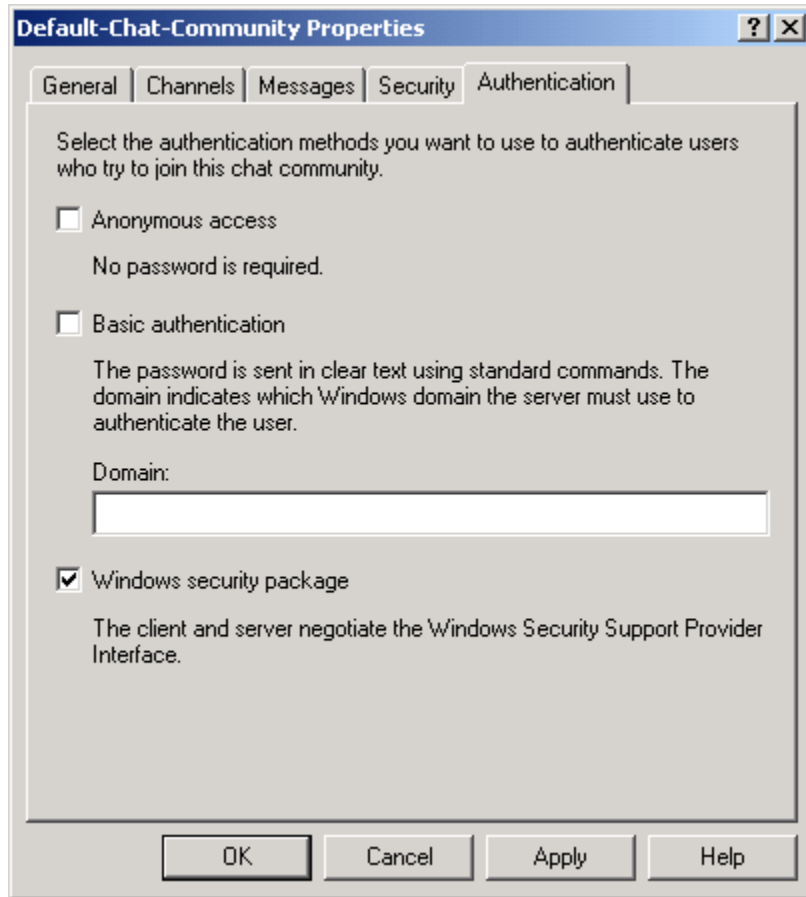 Default-Chat-Community Properties
General Channels Messages Security Authentication
Select the authentication methods you want to use to authenticate users
who try to join this chat community.
Anonymous access
No password is required.
Basic authentication
The password is sent in clear text using standard commands. The
domain indicates which Windows domain the server must use to
authenticate the user.
Domain:
Windows security package
The client and server negotiate the Windows Security Support Provider
Interface.
OK Cancel Apply Help